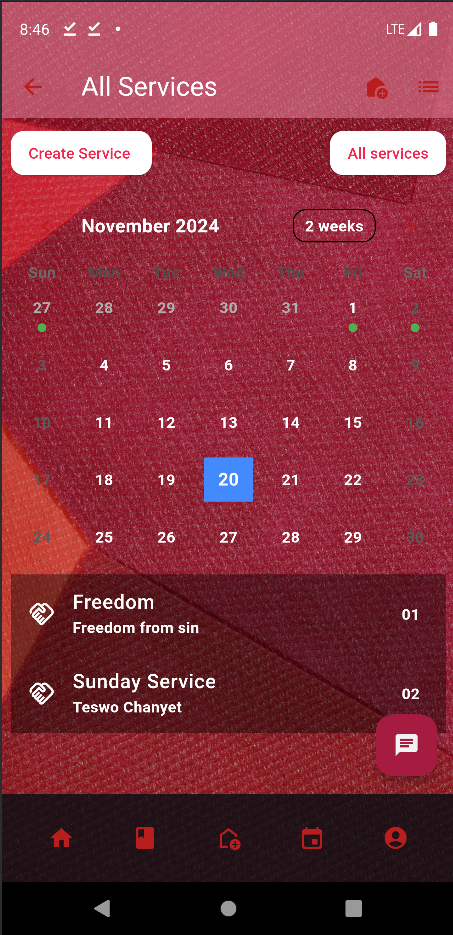 8:46 LTE
All Services
Create Service All services
November 2024 2 weeks
Sun Mon Tue Wed Thu Fri Sat
27 28 29 30 31 1 2
3 4 5 6 7 8 9
10 11 12 13 14 15 16
17 18 19 20 21 22 23
24 25 26 27 28 29 30
Freedom
Freedom from sin
01
Sunday Service
Teswo Chanyet
02